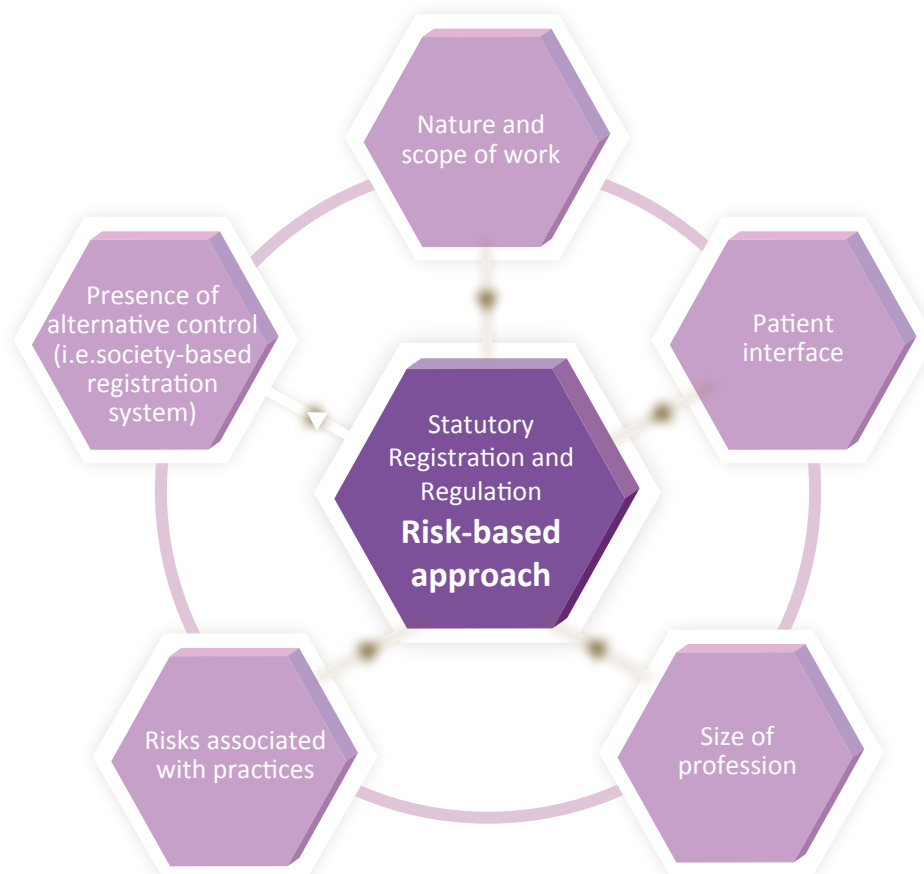 Nature and
scope of work
Presence of
alternative control
(i.e.society-based
registration
system)
Patient
interface
Statutory
Registration and
Regulation
Risk-based
approach
Risks associated
with practices
Size of
profession